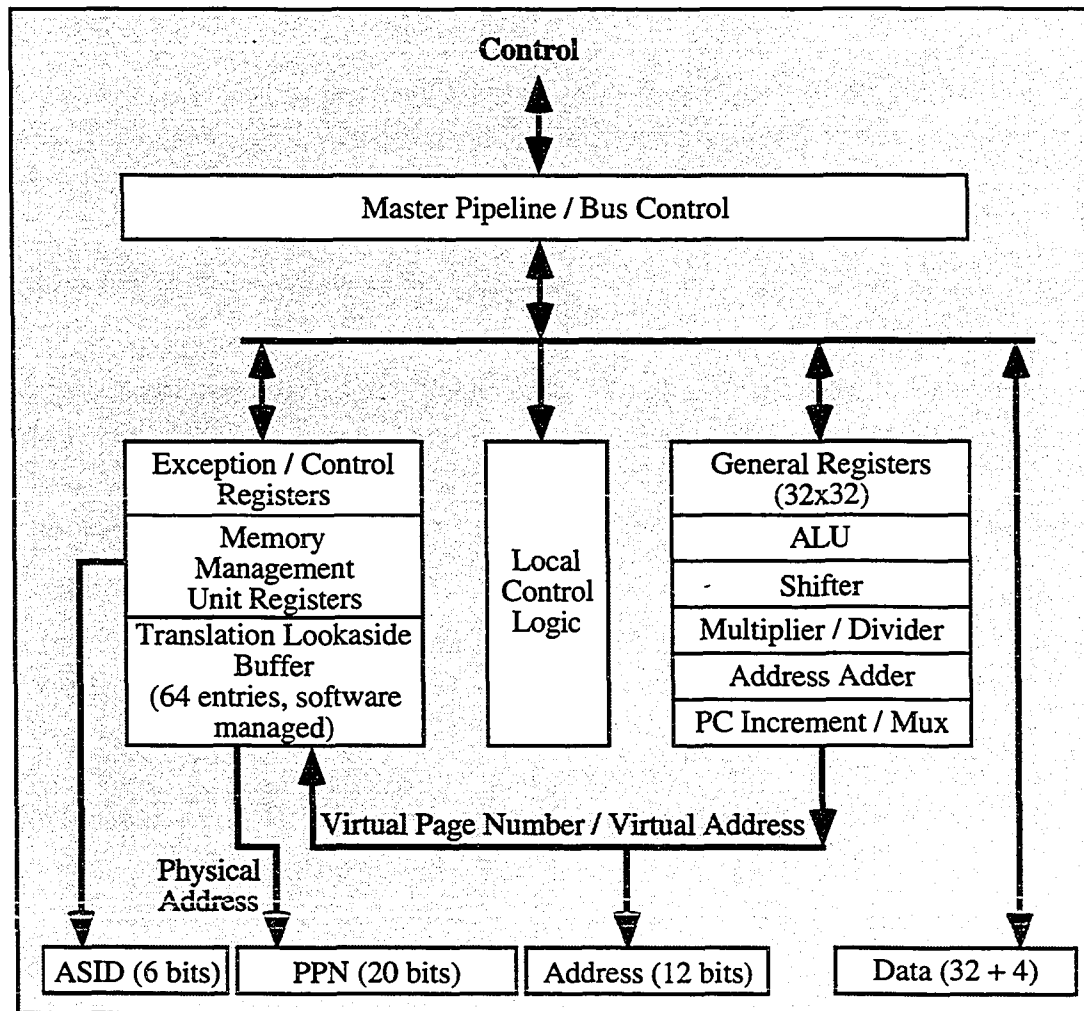 Control
Master Pipeline / Bus Control
Exception / Control
Registers
Memory
Management
Unit Registers
Translation Lookaside
Buffer
(64 entries, software
managed)
Local
Control
Logic
General Registers
(32x32)
ALU
Shifter
Multiplier / Divider
Address Adder
PC Increment / Mux
Virtual Page Number / Virtual Address
Physical
Address
ASID (6 bits)
PPN (20 bits)
Address (12 bits)
Data (32 + 4)